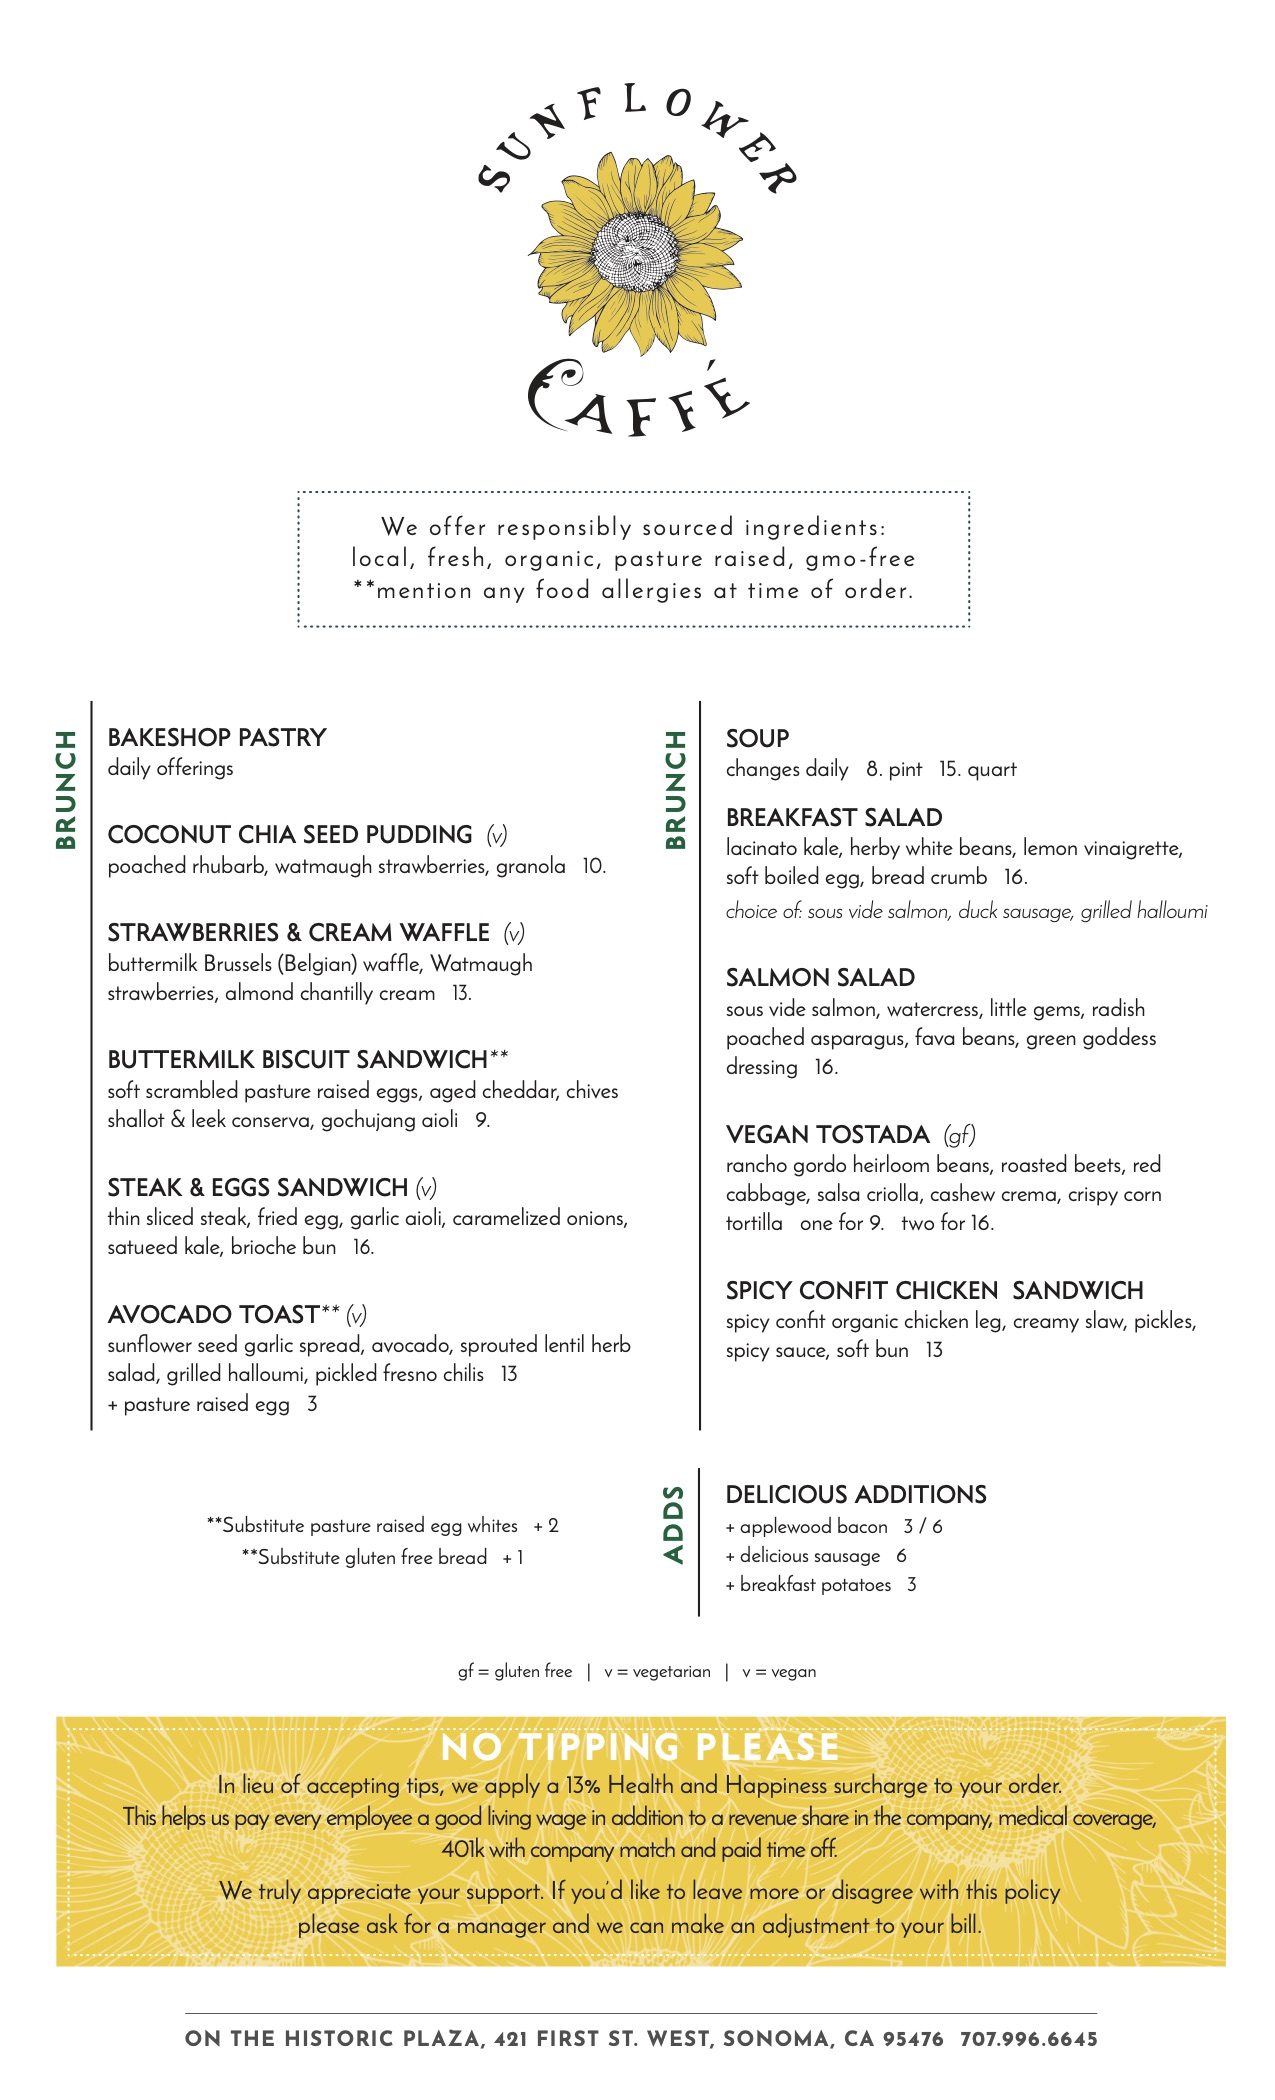 SUNFLOWER
CAFFÉ
We offer responsibly sourced ingredients:
local, fresh, organic, pasture raised, gmo-free
**mention any food allergies at time of order.
BRUNCH
BAKESHOP PASTRY
daily offerings
COCONUT CHIA SEED PUDDING (v)
poached rhubarb, watmaugh strawberries, granola 10.
STRAWBERRIES & CREAM WAFFLE (v)
buttermilk Brussels (Belgian) waffle, Watmaugh
strawberries, almond chantilly cream 13.
BUTTERMILK BISCUIT SANDWICH**
soft scrambled pasture raised eggs, aged cheddar, chives
shallot & leek conserva, gochujang aioli 9.
STEAK & EGGS SANDWICH (v)
thin sliced steak, fried egg, garlic aioli, caramelized onions,
satueed kale, brioche bun 16.
AVOCADO TOAST** (v)
sunflower seed garlic spread, avocado, sprouted lentil herb
salad, grilled halloumi, pickled fresno chilis 13
+ pasture raised egg 3
**Substitute pasture raised egg whites + 2
**Substitute gluten free bread + 1
BRUNCH
SOUP
changes daily 8. pint 15. quart
BREAKFAST SALAD
lacinato kale, herby white beans, lemon vinaigrette,
soft boiled egg, bread crumb 16.
choice of: sous vide salmon, duck sausage, grilled halloumi
SALMON SALAD
sous vide salmon, watercress, little gems, radish
poached asparagus, fava beans, green goddess
dressing 16.
VEGAN TOSTADA (gf)
rancho gordo heirloom beans, roasted beets, red
cabbage, salsa criolla, cashew crema, crispy corn
tortilla one for 9. two for 16.
SPICY CONFIT CHICKEN SANDWICH
spicy confit organic chicken leg, creamy slaw, pickles,
spicy sauce, soft bun 13
ADDS
DELICIOUS ADDITIONS
+ applewood bacon 3 / 6
+ delicious sausage 6
+ breakfast potatoes 3
gf = gluten free | v = vegetarian | v = vegan
NO TIPPING PLEASE
In lieu of accepting tips, we apply a 13% Health and Happiness surcharge to your order.
This helps us pay every employee a good living wage in addition to a revenue share in the company, medical coverage,
401k with company match and paid time off.
We truly appreciate your support. If you'd like to leave more or disagree with this policy
please ask for a manager and we can make an adjustment to your bill.
ON THE HISTORIC PLAZA, 421 FIRST ST. WEST, SONOMA, CA 95476 707.996.6645